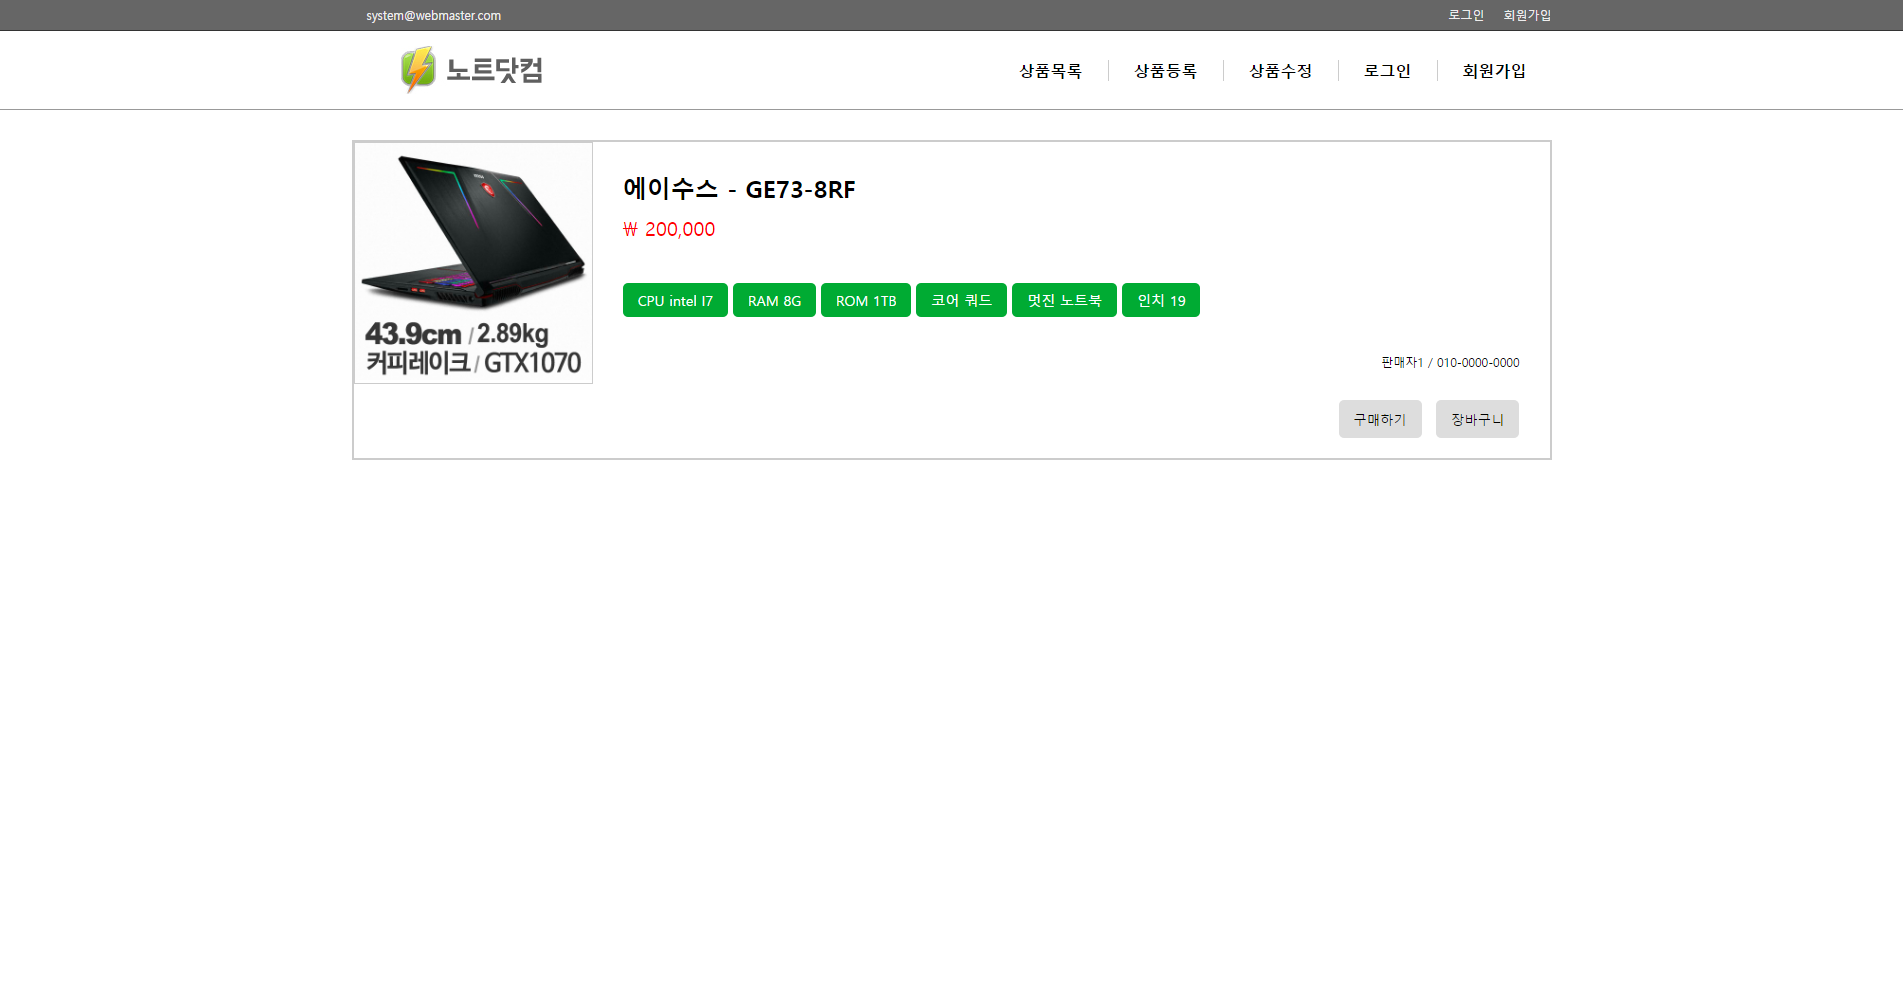 system@webmaster.com 로그인 회원가입
노트닷컴 상품목록 상품등록 상품수정 로그인 회원가입
에이수스 - GE73-8RF
₩ 200,000
CPU intel I7 RAM 8G ROM 1TB 코어 쿼드 멋진 노트북 인치 19
43.9cm / 2.89kg
커피레이크 / GTX1070
판매자1 / 010-0000-0000
구매하기 장바구니